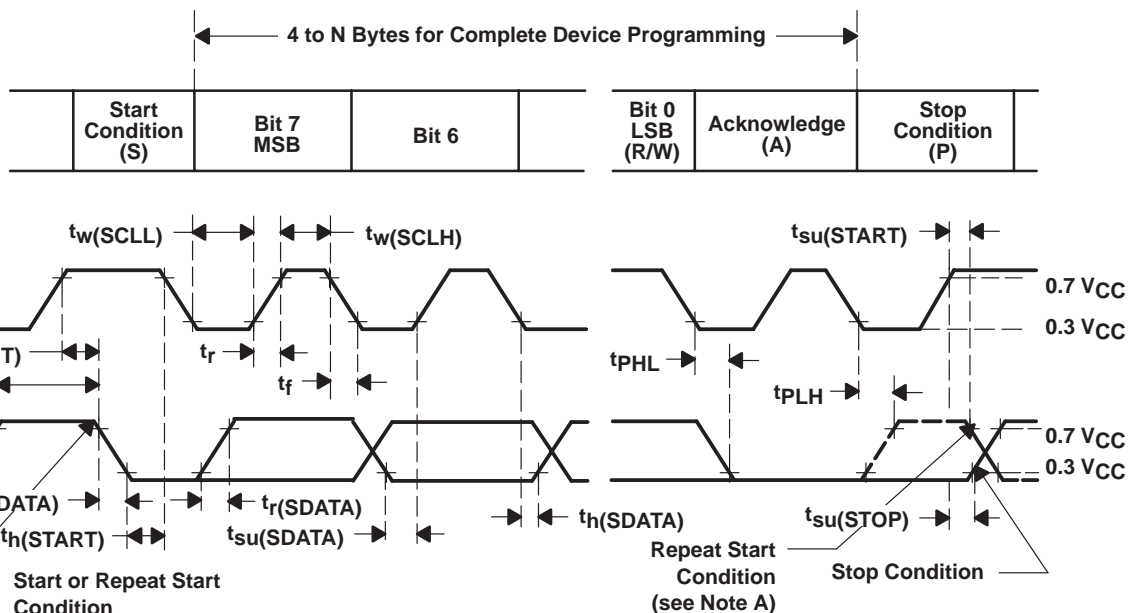 4 to N Bytes for Complete Device Programming
Start
Condition
(S)
Bit 7
MSB
Bit 6
Bit 0
LSB
(R/W)
Acknowledge
(A)
Stop
Condition
(P)
tw(SCLL)
tw(SCLH)
tsu(START)
0.7 VCC
0.3 VCC
T)
tr
tf
tPHL
tPLH
0.7 VCC
0.3 VCC
DATA)
tr(SDATA)
th(START)
tsu(SDATA)
th(SDATA)
tsu(STOP)
Repeat Start
Condition
(see Note A)
Stop Condition
Start or Repeat Start
Condition